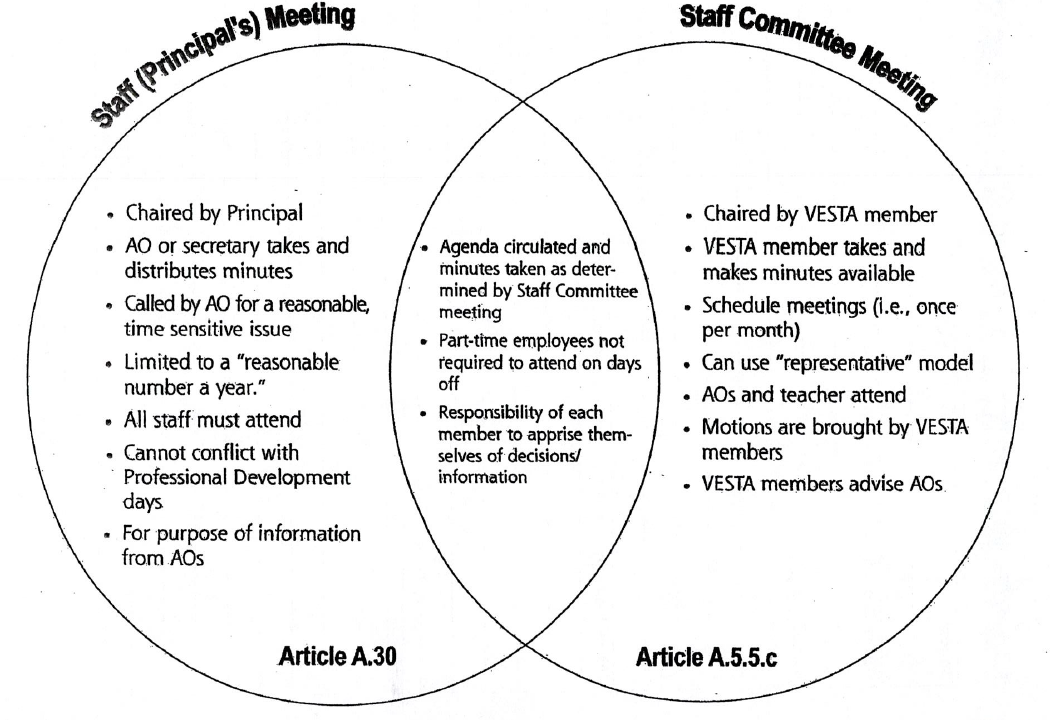 Staff (Principal's) Meeting
Staff Committee Meeting
• Chaired by Principal
• AO or secretary takes and
distributes minutes
• Called by AO for a reasonable,
time sensitive issue
• Limited to a "reasonable
number a year."
• All staff must attend
• Cannot conflict with
Professional Development
days
• For purpose of information
from AOs
• Agenda circulated and
minutes taken as deter-
mined by Staff Committee
meeting
• Part-time employees not
required to attend on days
off
• Responsibility of each
member to apprise them-
selves of decisions/
information
• Chaired by VESTA member
• VESTA member takes and
makes minutes available
• Schedule meetings (i.e., once
per month)
• Can use "representative" model
• AOs and teacher attend
• Motions are brought by VESTA
members
• VESTA members advise AOs
Article A.30
Article A.5.5.c